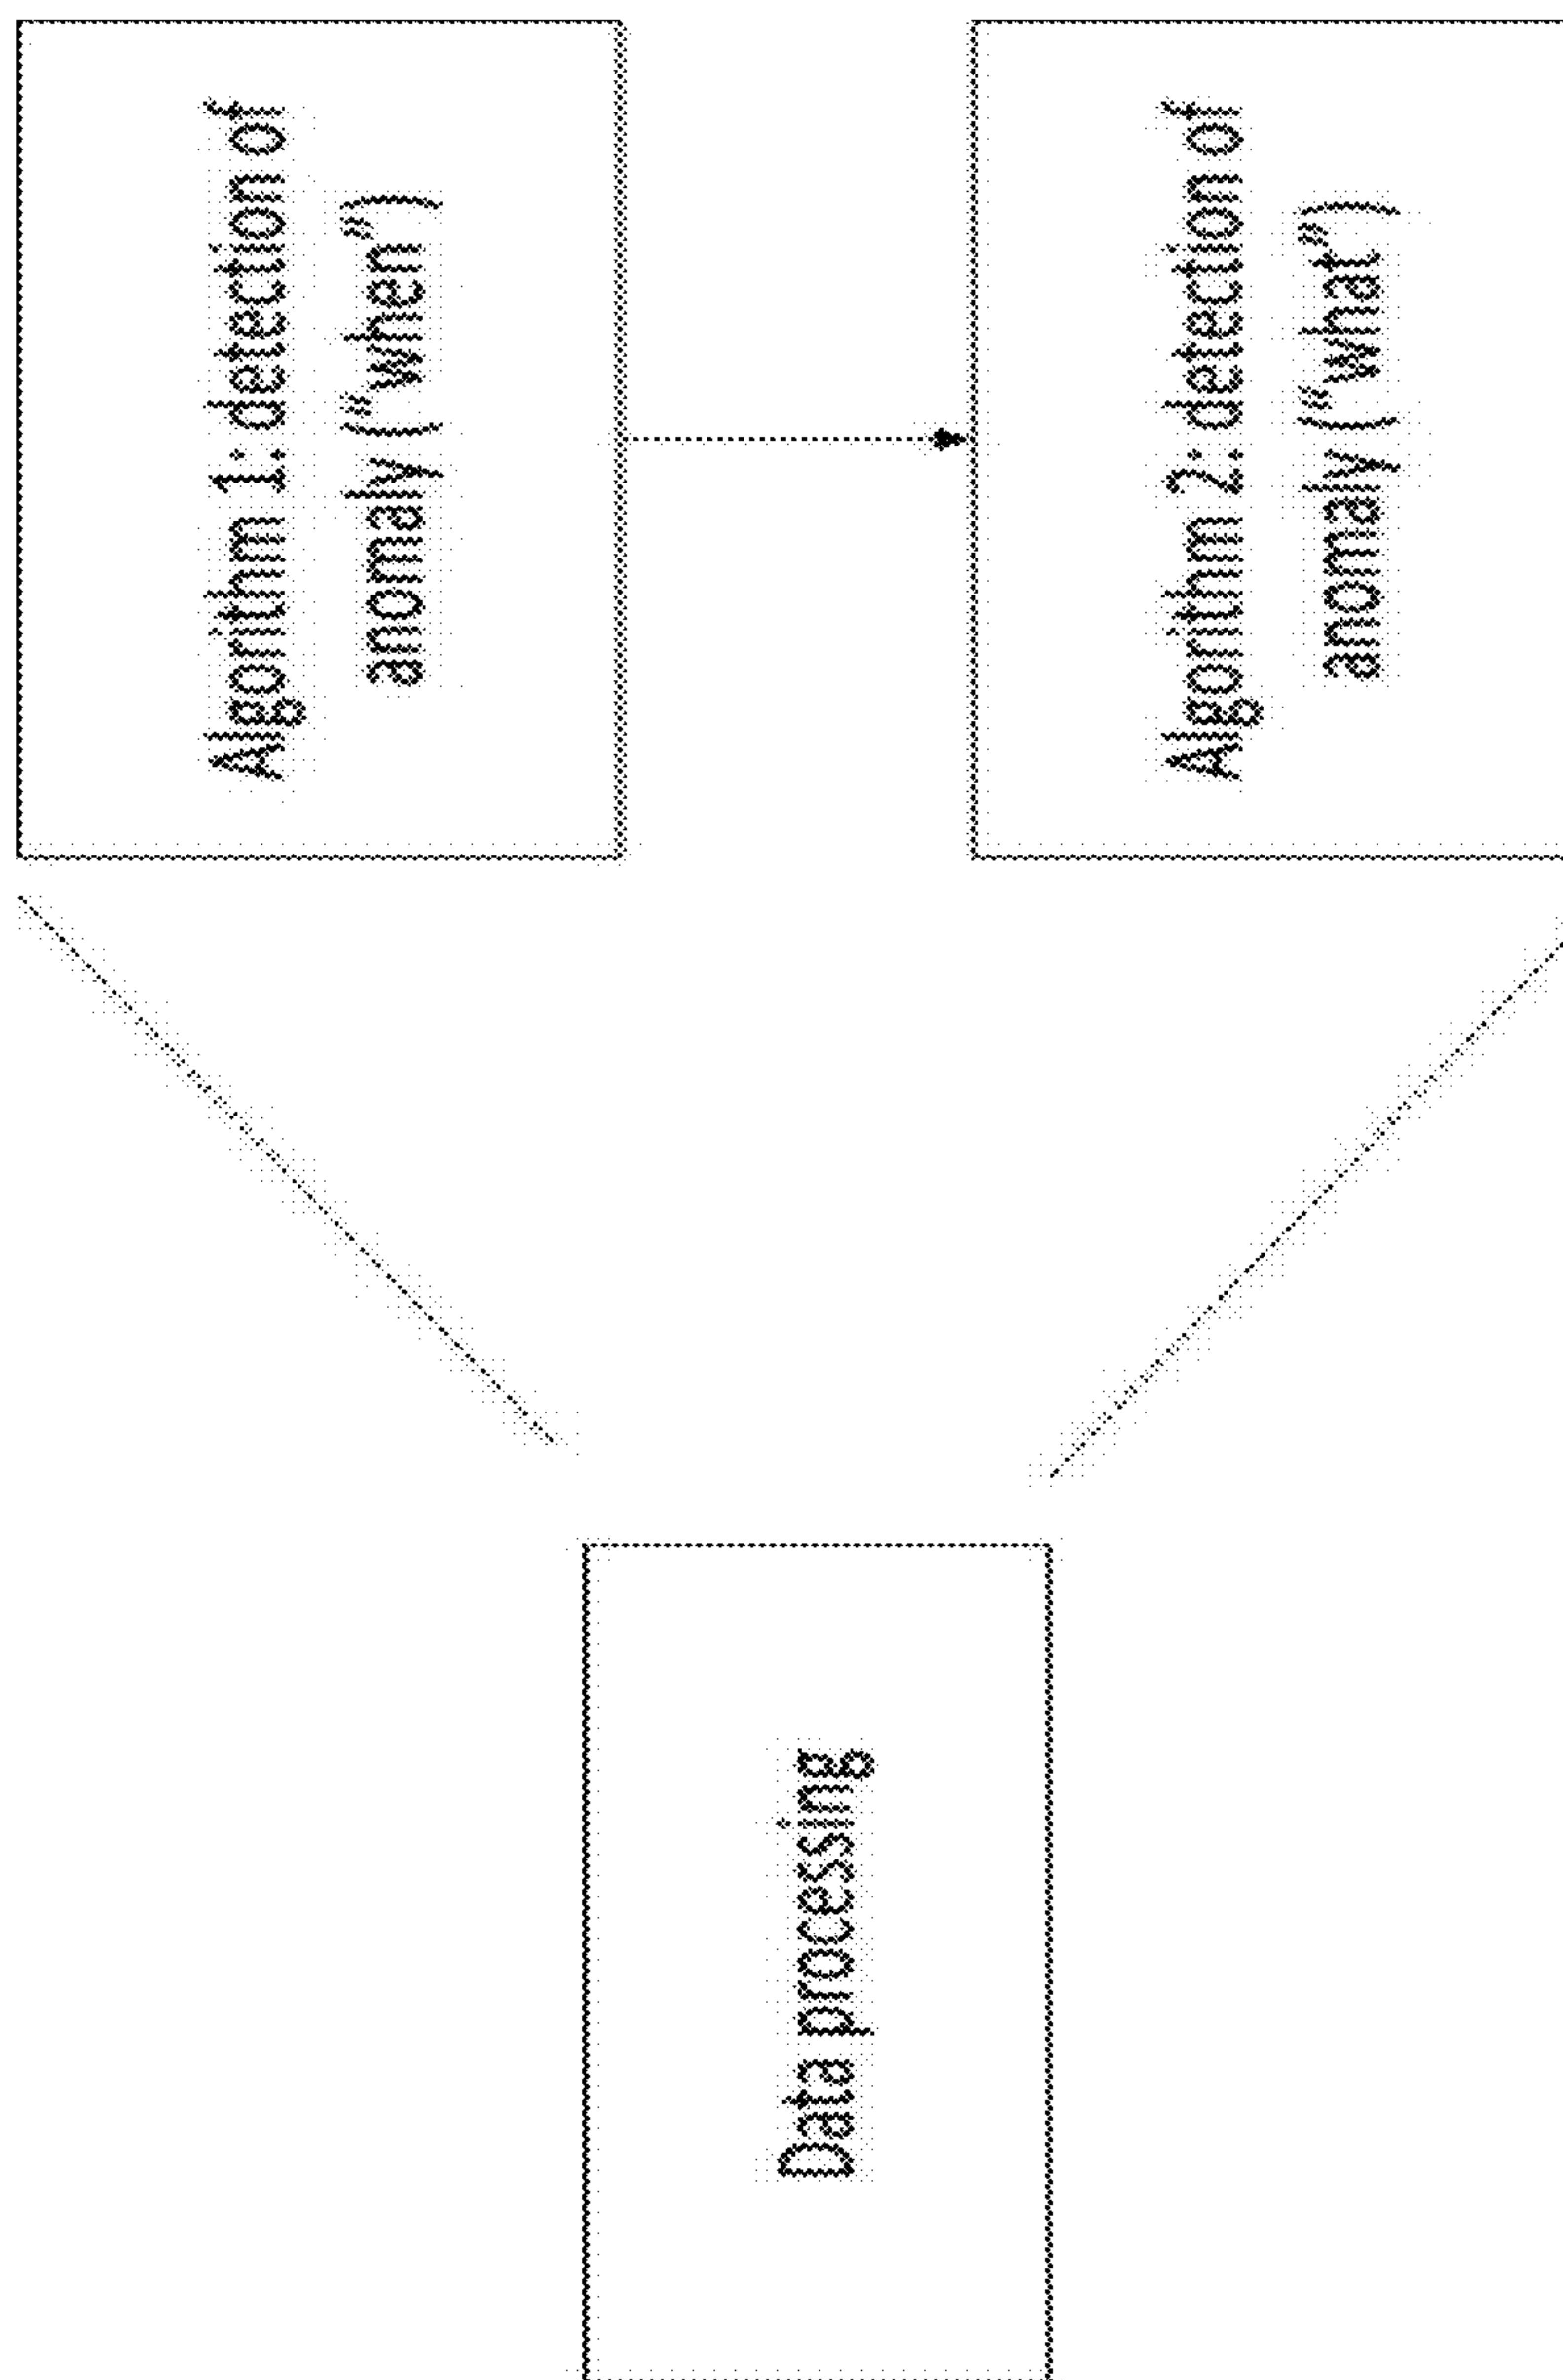 Data processing
Algorithm 1: detection of
anomaly (“when”)
Algorithm 2: detection of
anomaly (“what”)